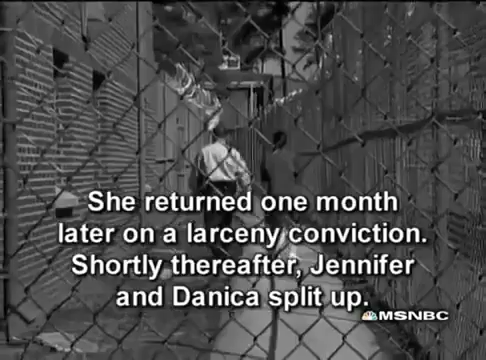 She returned one month
later on a larceny conviction.
Shortly thereafter, Jennifer
and Danica split up.
MSNBC